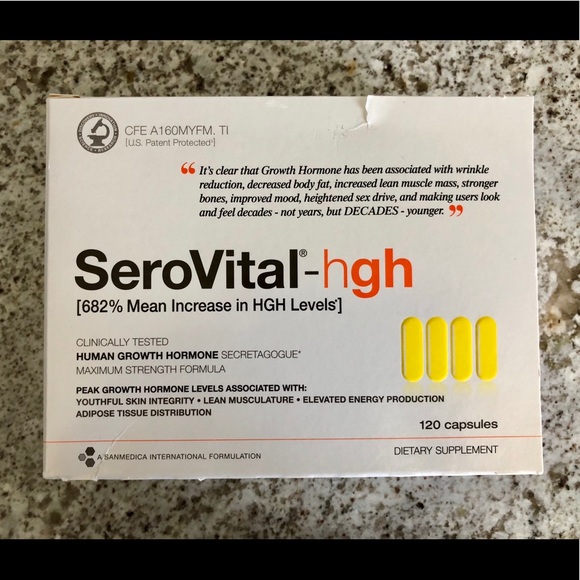 CFE A160MYFM. TI
[U.S. Patent Protected◊]
“ It's clear that Growth Hormone has been associated with wrinkle
reduction, decreased body fat, increased lean muscle mass, stronger
bones, improved mood, heightened sex drive, and making users look
and feel decades - not years, but DECADES - younger. ”
SeroVital®-hgh
[682% Mean Increase in HGH Levels*]
CLINICALLY TESTED
HUMAN GROWTH HORMONE SECRETAGOGUE*
MAXIMUM STRENGTH FORMULA
PEAK GROWTH HORMONE LEVELS ASSOCIATED WITH:
YOUTHFUL SKIN INTEGRITY • LEAN MUSCULATURE • ELEVATED ENERGY PRODUCTION
ADIPOSE TISSUE DISTRIBUTION
120 capsules
A SANMEDICA INTERNATIONAL FORMULATION
DIETARY SUPPLEMENT